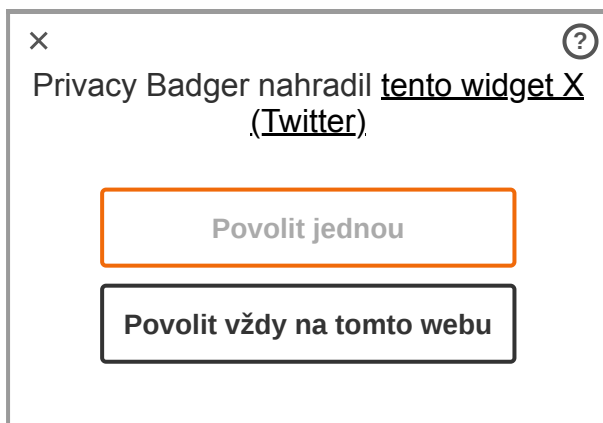 ×
?
Privacy Badger nahradil tento widget X
(Twitter)
Povolit jednou
Povolit vždy na tomto webu